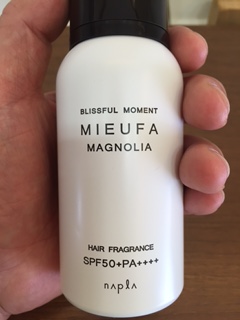 BLISSFUL MOMENT
MIEUFA
MAGNOLIA
HAIR FRAGRANCE
SPF50+PA++++
napla